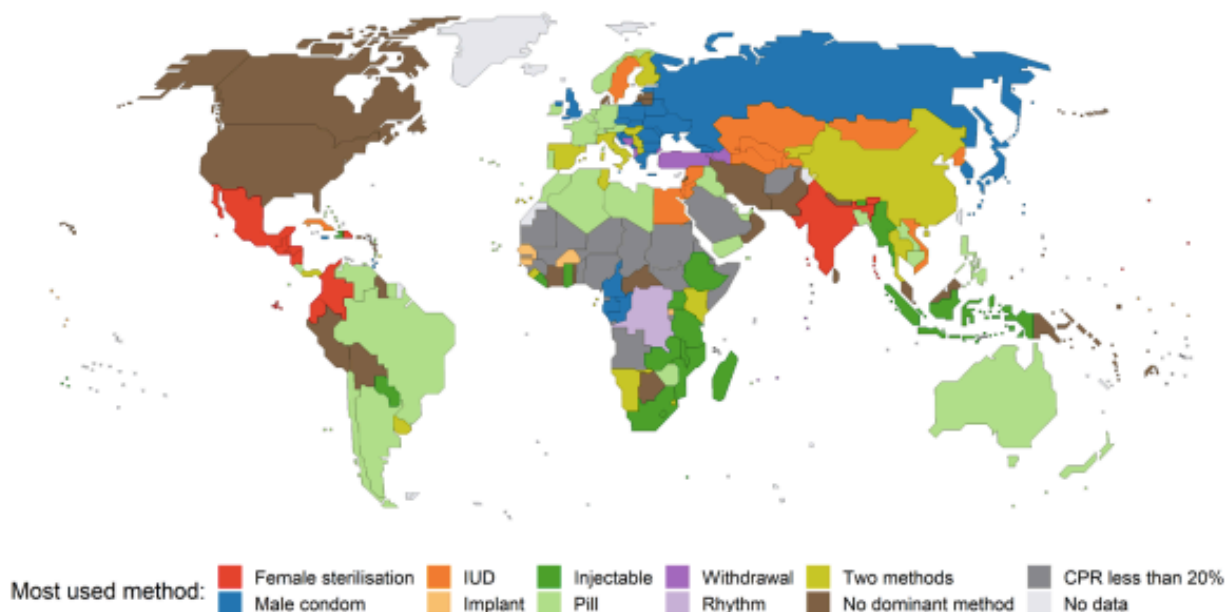 Most used method:
Female sterilisation IUD Injectable Withdrawal Two methods CPR less than 20%
Male condom Implant Pill Rhythm No dominant method No data